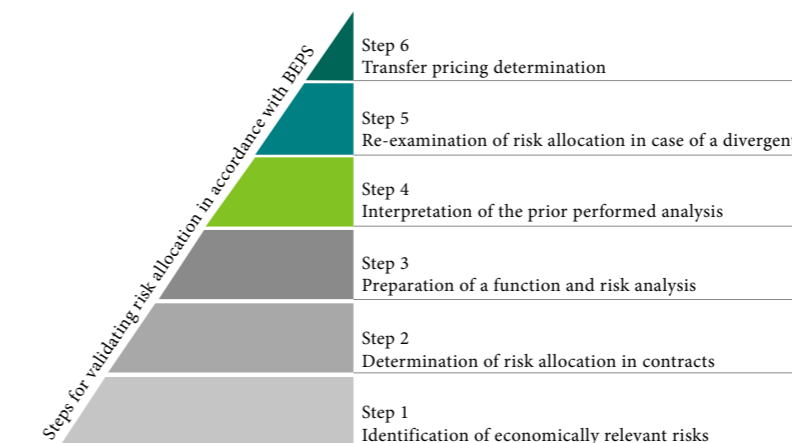 Steps for validating risk allocation in accordance with BEPS
Step 6
Transfer pricing determination
Step 5
Re-examination of risk allocation in case of a divergent
Step 4
Interpretation of the prior performed analysis
Step 3
Preparation of a function and risk analysis
Step 2
Determination of risk allocation in contracts
Step 1
Identification of economically relevant risks